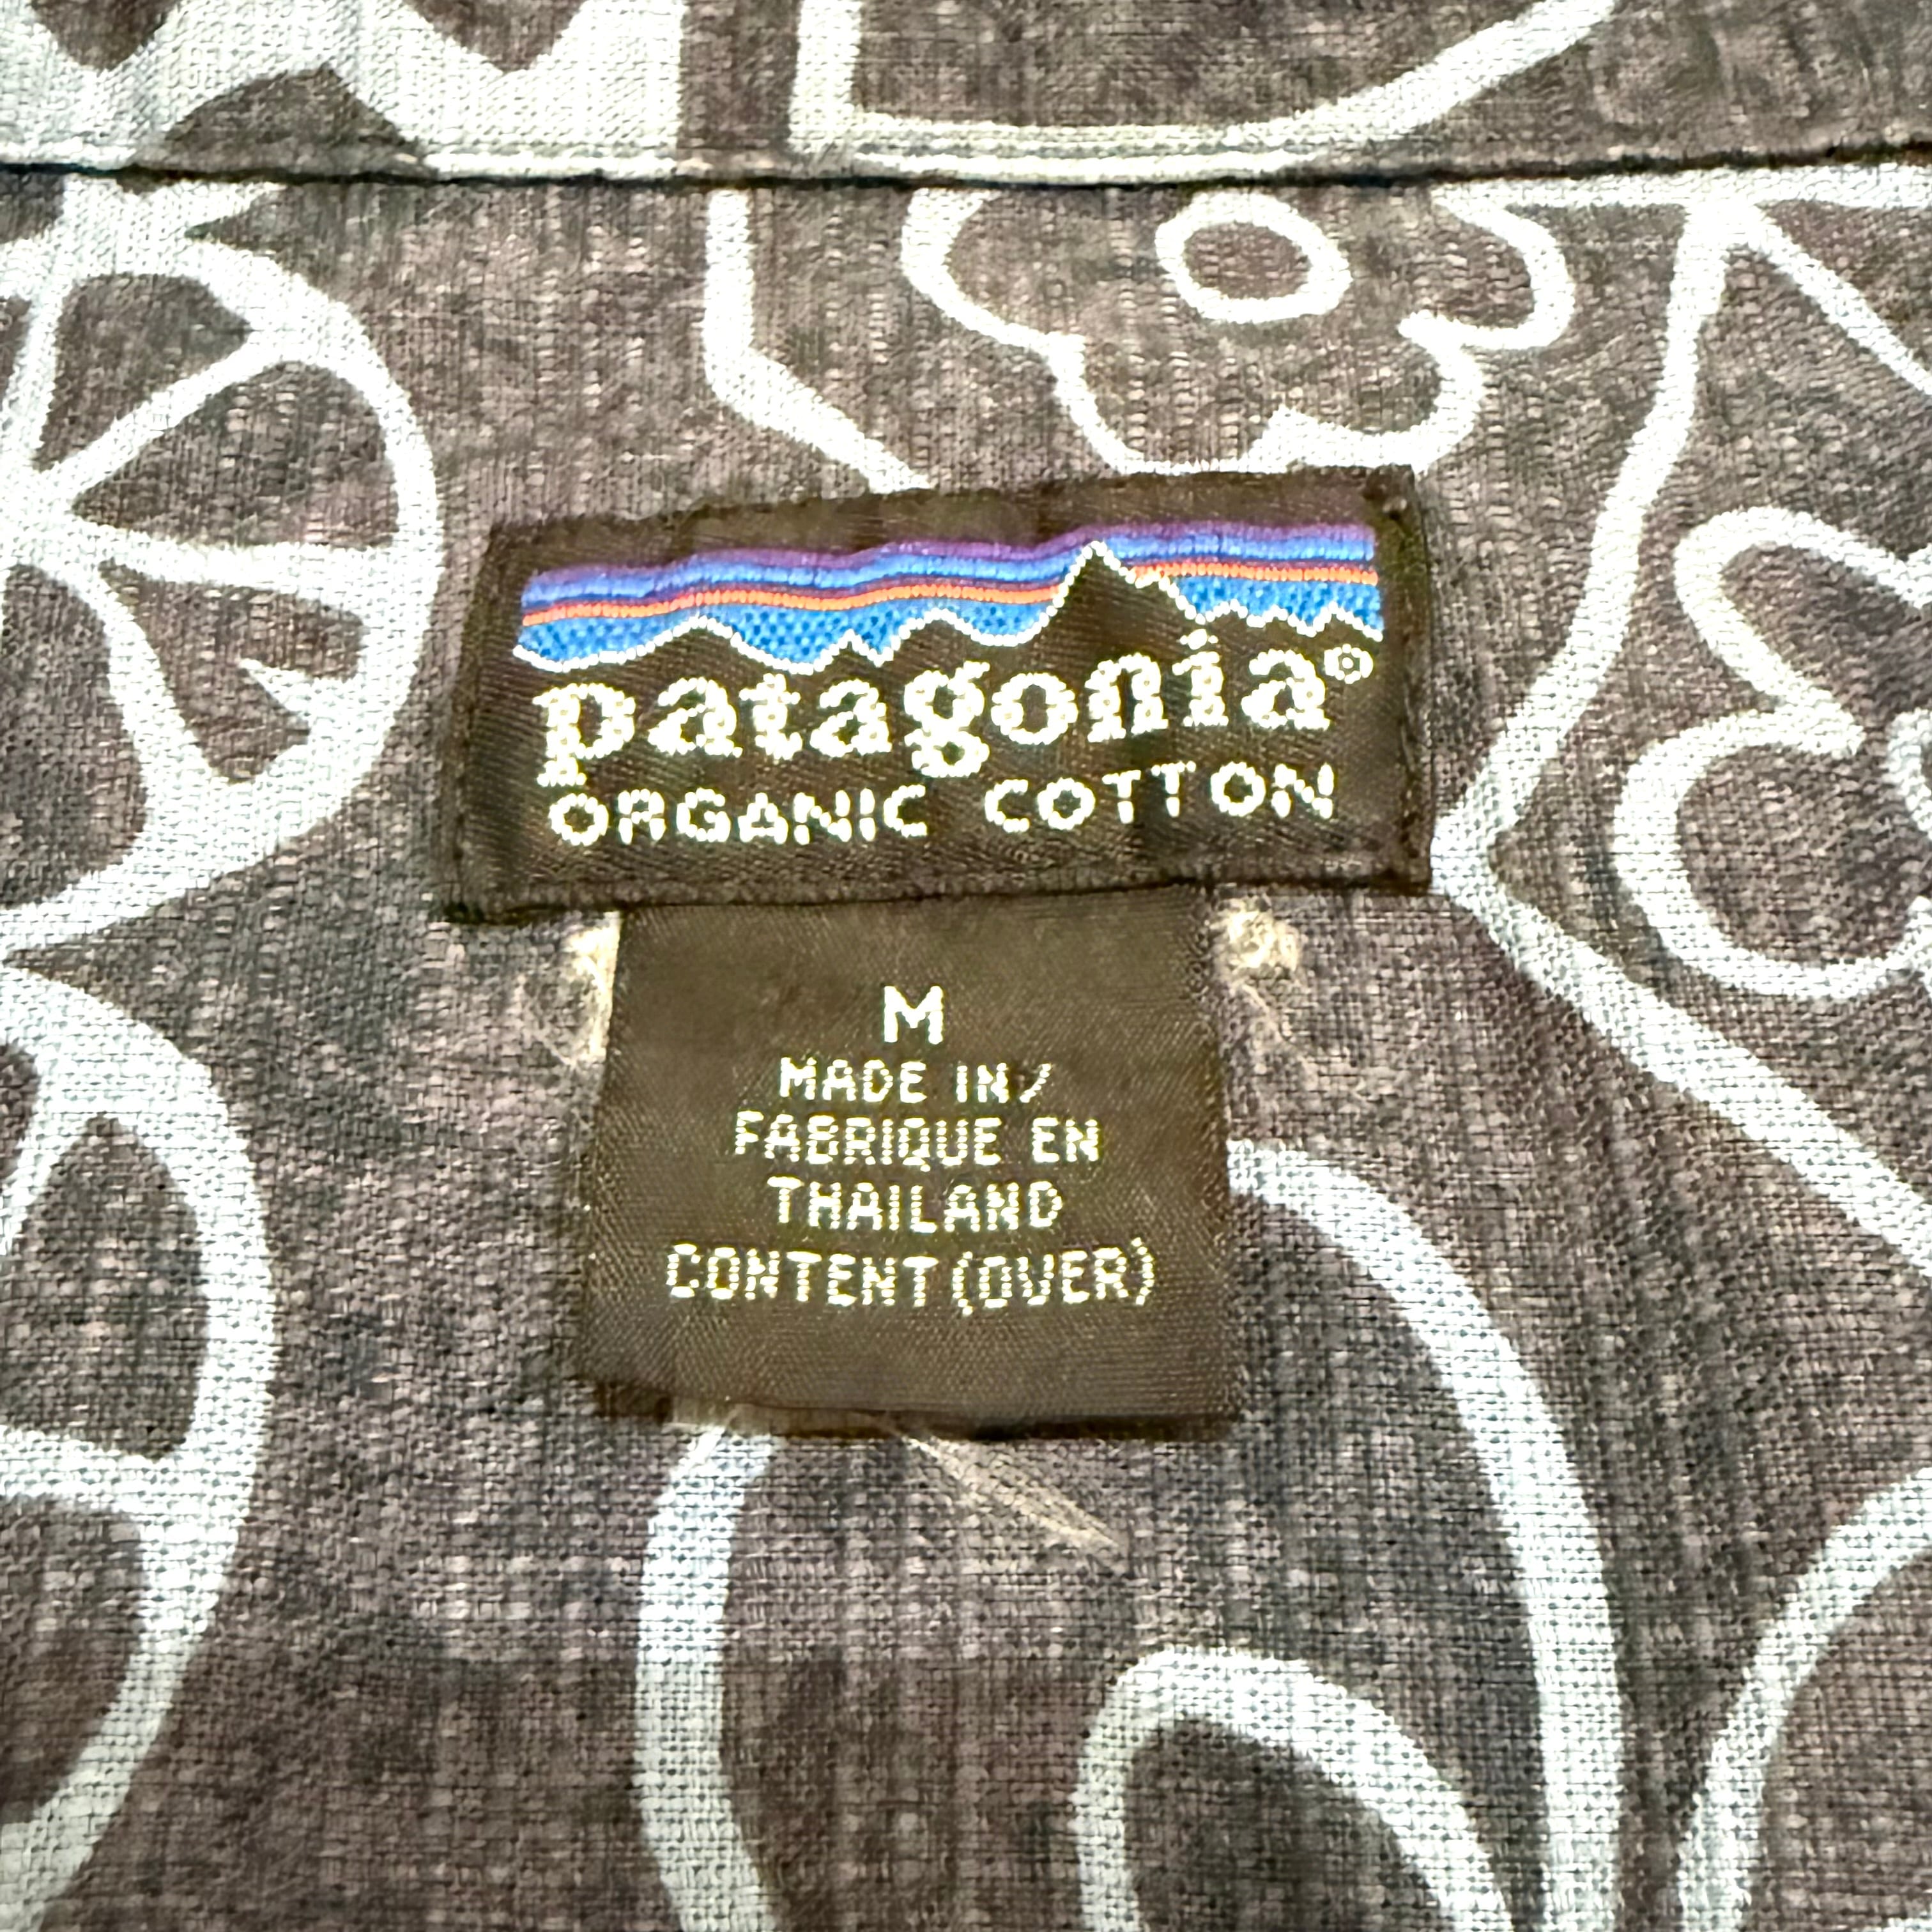 patagonia®
ORGANIC COTTON
M
MADE IN/
FABRIQUE EN
THAILAND
CONTENT (OVER)